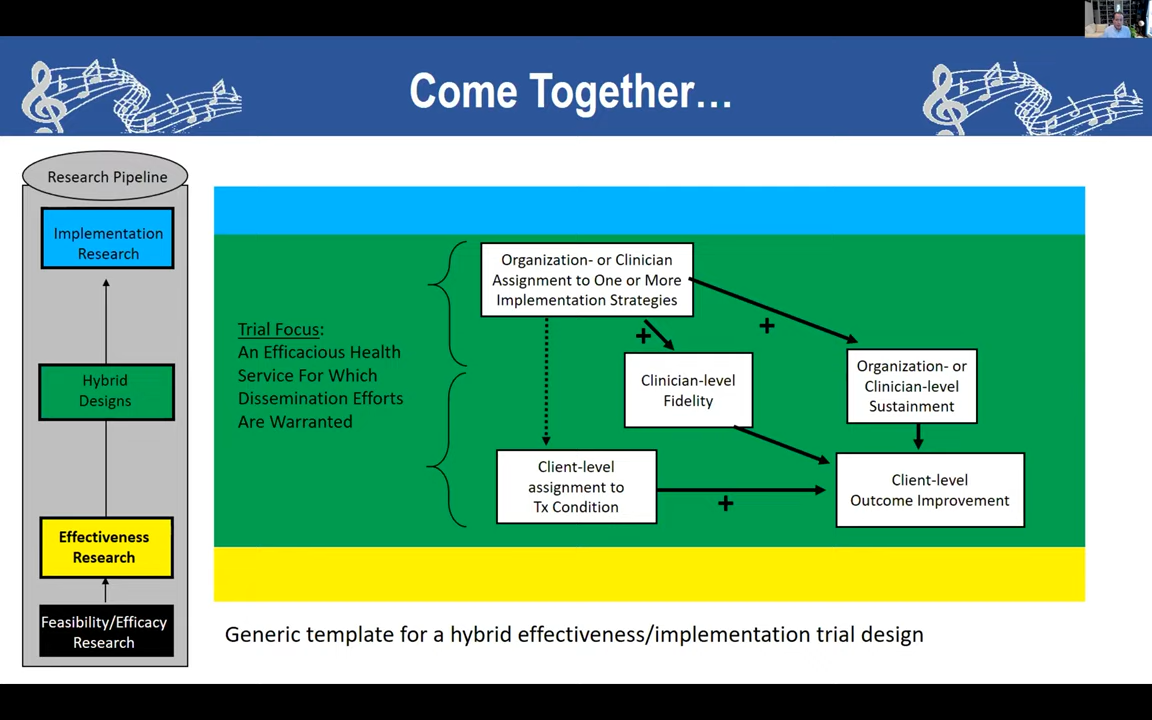 Come Together…
Research Pipeline
Implementation
Research
Hybrid
Designs
Effectiveness
Research
Feasibility/Efficacy
Research
Trial Focus:
An Efficacious Health
Service For Which
Dissemination Efforts
Are Warranted
Organization- or Clinician
Assignment to One or More
Implementation Strategies
+
+
Clinician-level
Fidelity
Organization- or
Clinician-level
Sustainment
Client-level
assignment to
Tx Condition
+
Client-level
Outcome Improvement
Generic template for a hybrid effectiveness/implementation trial design